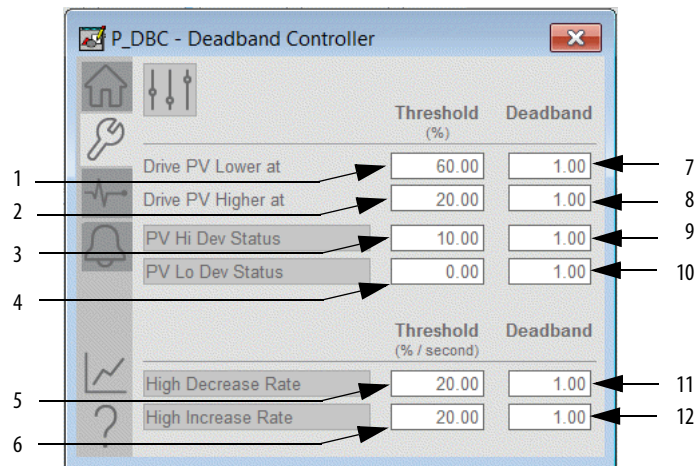 P_DBC - Deadband Controller
Threshold Deadband
(%)
1 Drive PV Lower at 60.00 1.00 7
2 Drive PV Higher at 20.00 1.00 8
3 PV Hi Dev Status 10.00 1.00 9
4 PV Lo Dev Status 0.00 1.00 10
Threshold Deadband
(% / second)
5 High Decrease Rate 20.00 1.00 11
6 High Increase Rate 20.00 1.00 12
?